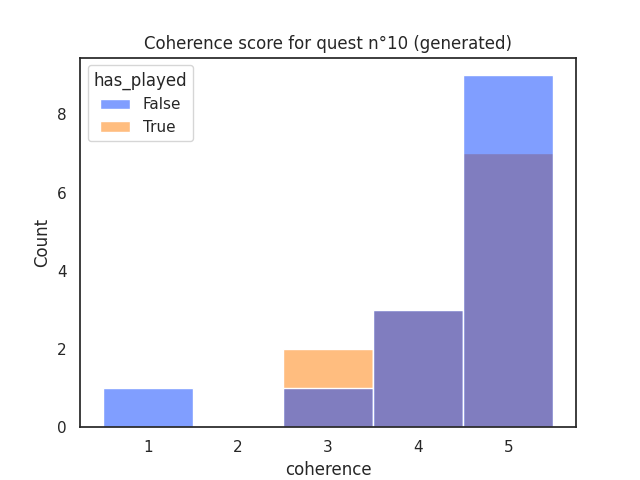 Coherence score for quest n°10 (generated)
has_played
False
True
8
6
4
2
0
Count
1 2 3 4 5
coherence